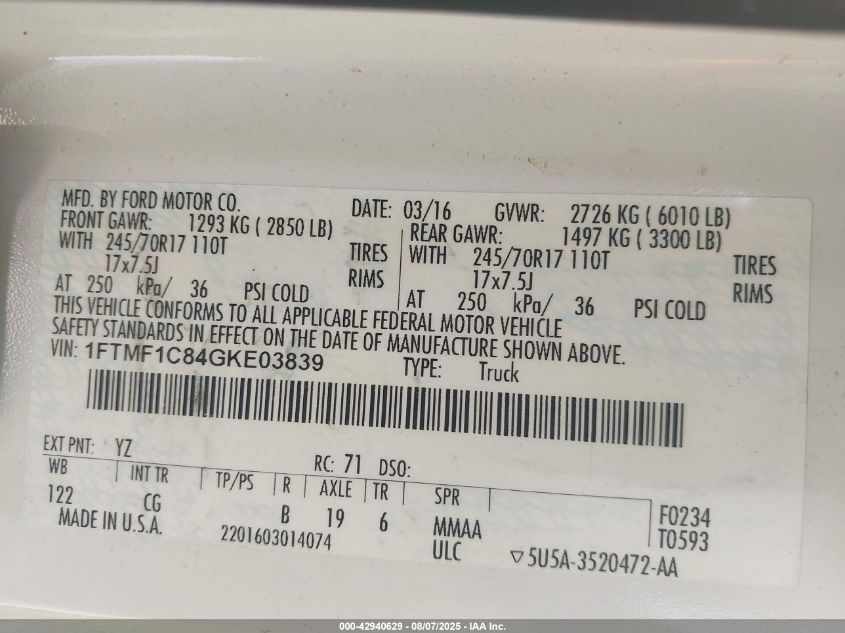 MFD. BY FORD MOTOR CO. DATE: 03/16 GVWR: 2726 KG ( 6010 LB)
FRONT GAWR: 1293 KG ( 2850 LB) REAR GAWR: 1497 KG ( 3300 LB)
WITH 245/70R17 110T TIRES WITH 245/70R17 110T TIRES
17x7.5J RIMS 17x7.5J RIMS
AT 250 kPa/ 36 PSI COLD AT 250 kPa/ 36 PSI COLD
THIS VEHICLE CONFORMS TO ALL APPLICABLE FEDERAL MOTOR VEHICLE
SAFETY STANDARDS IN EFFECT ON THE DATE OF MANUFACTURE SHOWN ABOVE.
VIN: 1FTMF1C84GKE03839 TYPE: Truck
EXT PNT: YZ RC: 71 DSO:
WB INT TR TP/PS R AXLE TR SPR
122 CG B 19 6 MMAA F0234
MADE IN U.S.A. 2201603014074 ULC T0593
▽5U5A-3520472-AA
000-42940629 - 08/07/2025 - IAA Inc.